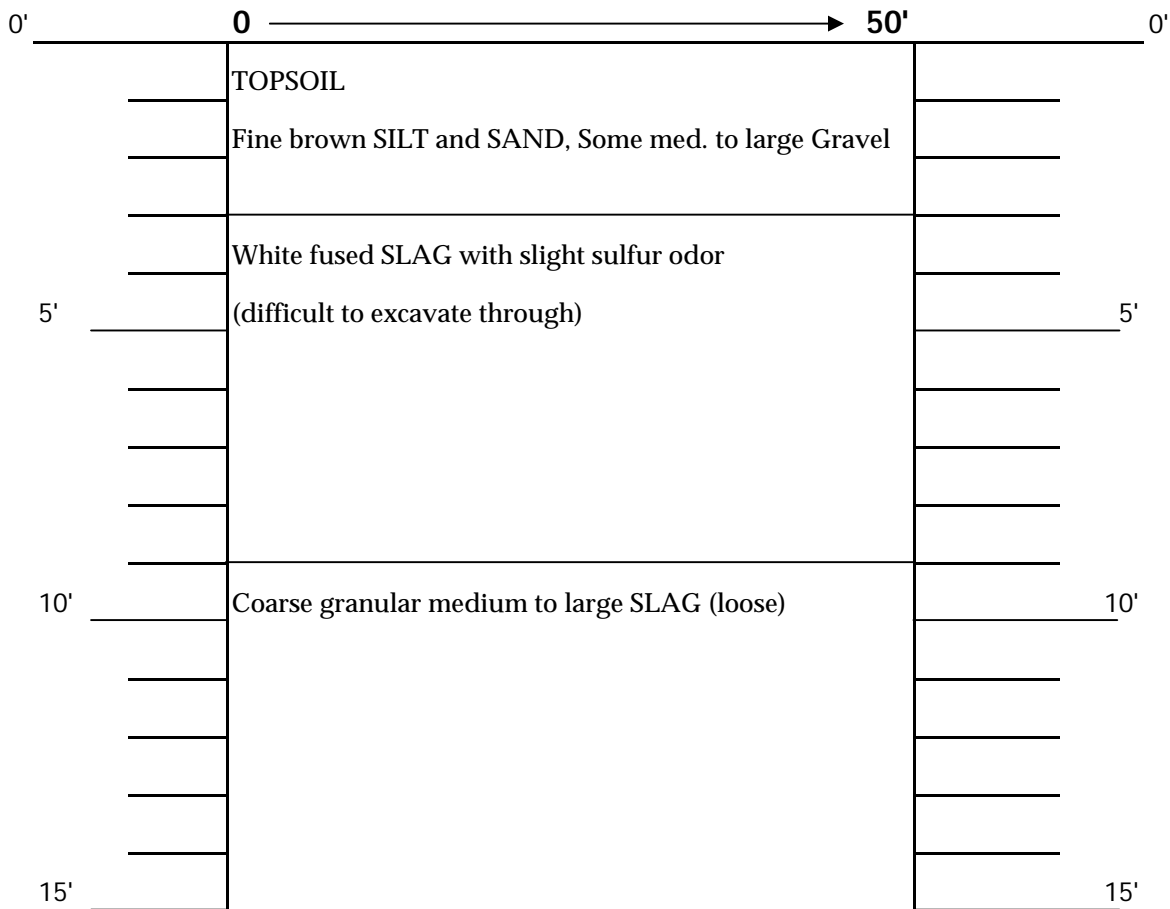 0' 0 50' 0'
TOPSOIL
Fine brown SILT and SAND, Some med. to large Gravel
White fused SLAG with slight sulfur odor
5' (difficult to excavate through) 5'
10' Coarse granular medium to large SLAG (loose) 10'
15' 15'